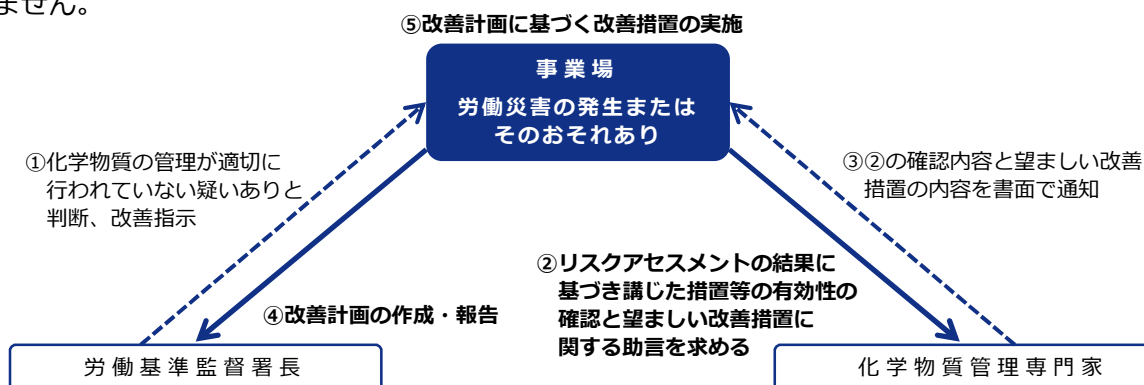 ません。
⑤改善計画に基づく改善措置の実施
事業場
労働災害の発生または
そのおそれあり
①化学物質の管理が適切に
行われていない疑いありと
判断、改善指示
③②の確認内容と望ましい改善
措置の内容を書面で通知
②リスクアセスメントの結果に
基づき講じた措置等の有効性の
確認と望ましい改善措置に
関する助言を求める
④改善計画の作成・報告
労働基準監督署長
化学物質管理専門家